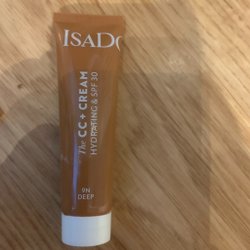 ISADO
The CC + CREAM
HYDRATING & SPF 30
9N
DEEP